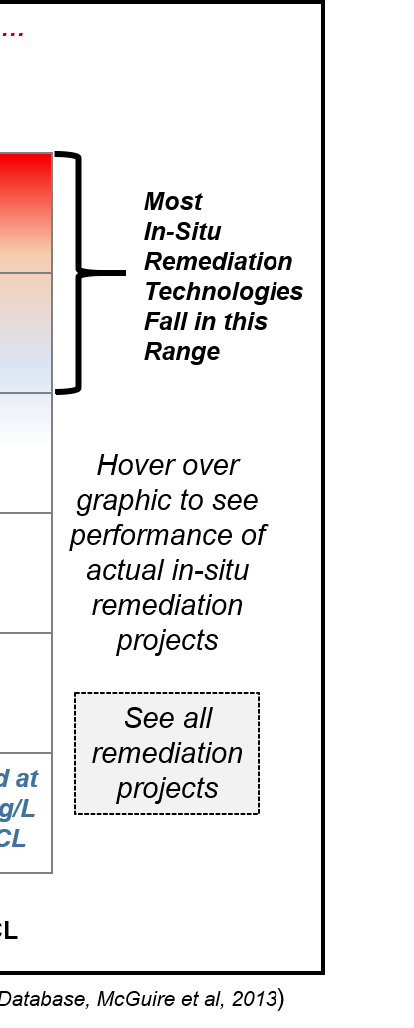 ...
Most
In-Situ
Remediation
Technologies
Fall in this
Range
Hover over
graphic to see
performance of
actual in-situ
remediation
projects
See all
remediation
projects
d at
g/L
CL
CL
Database, McGuire et al, 2013)